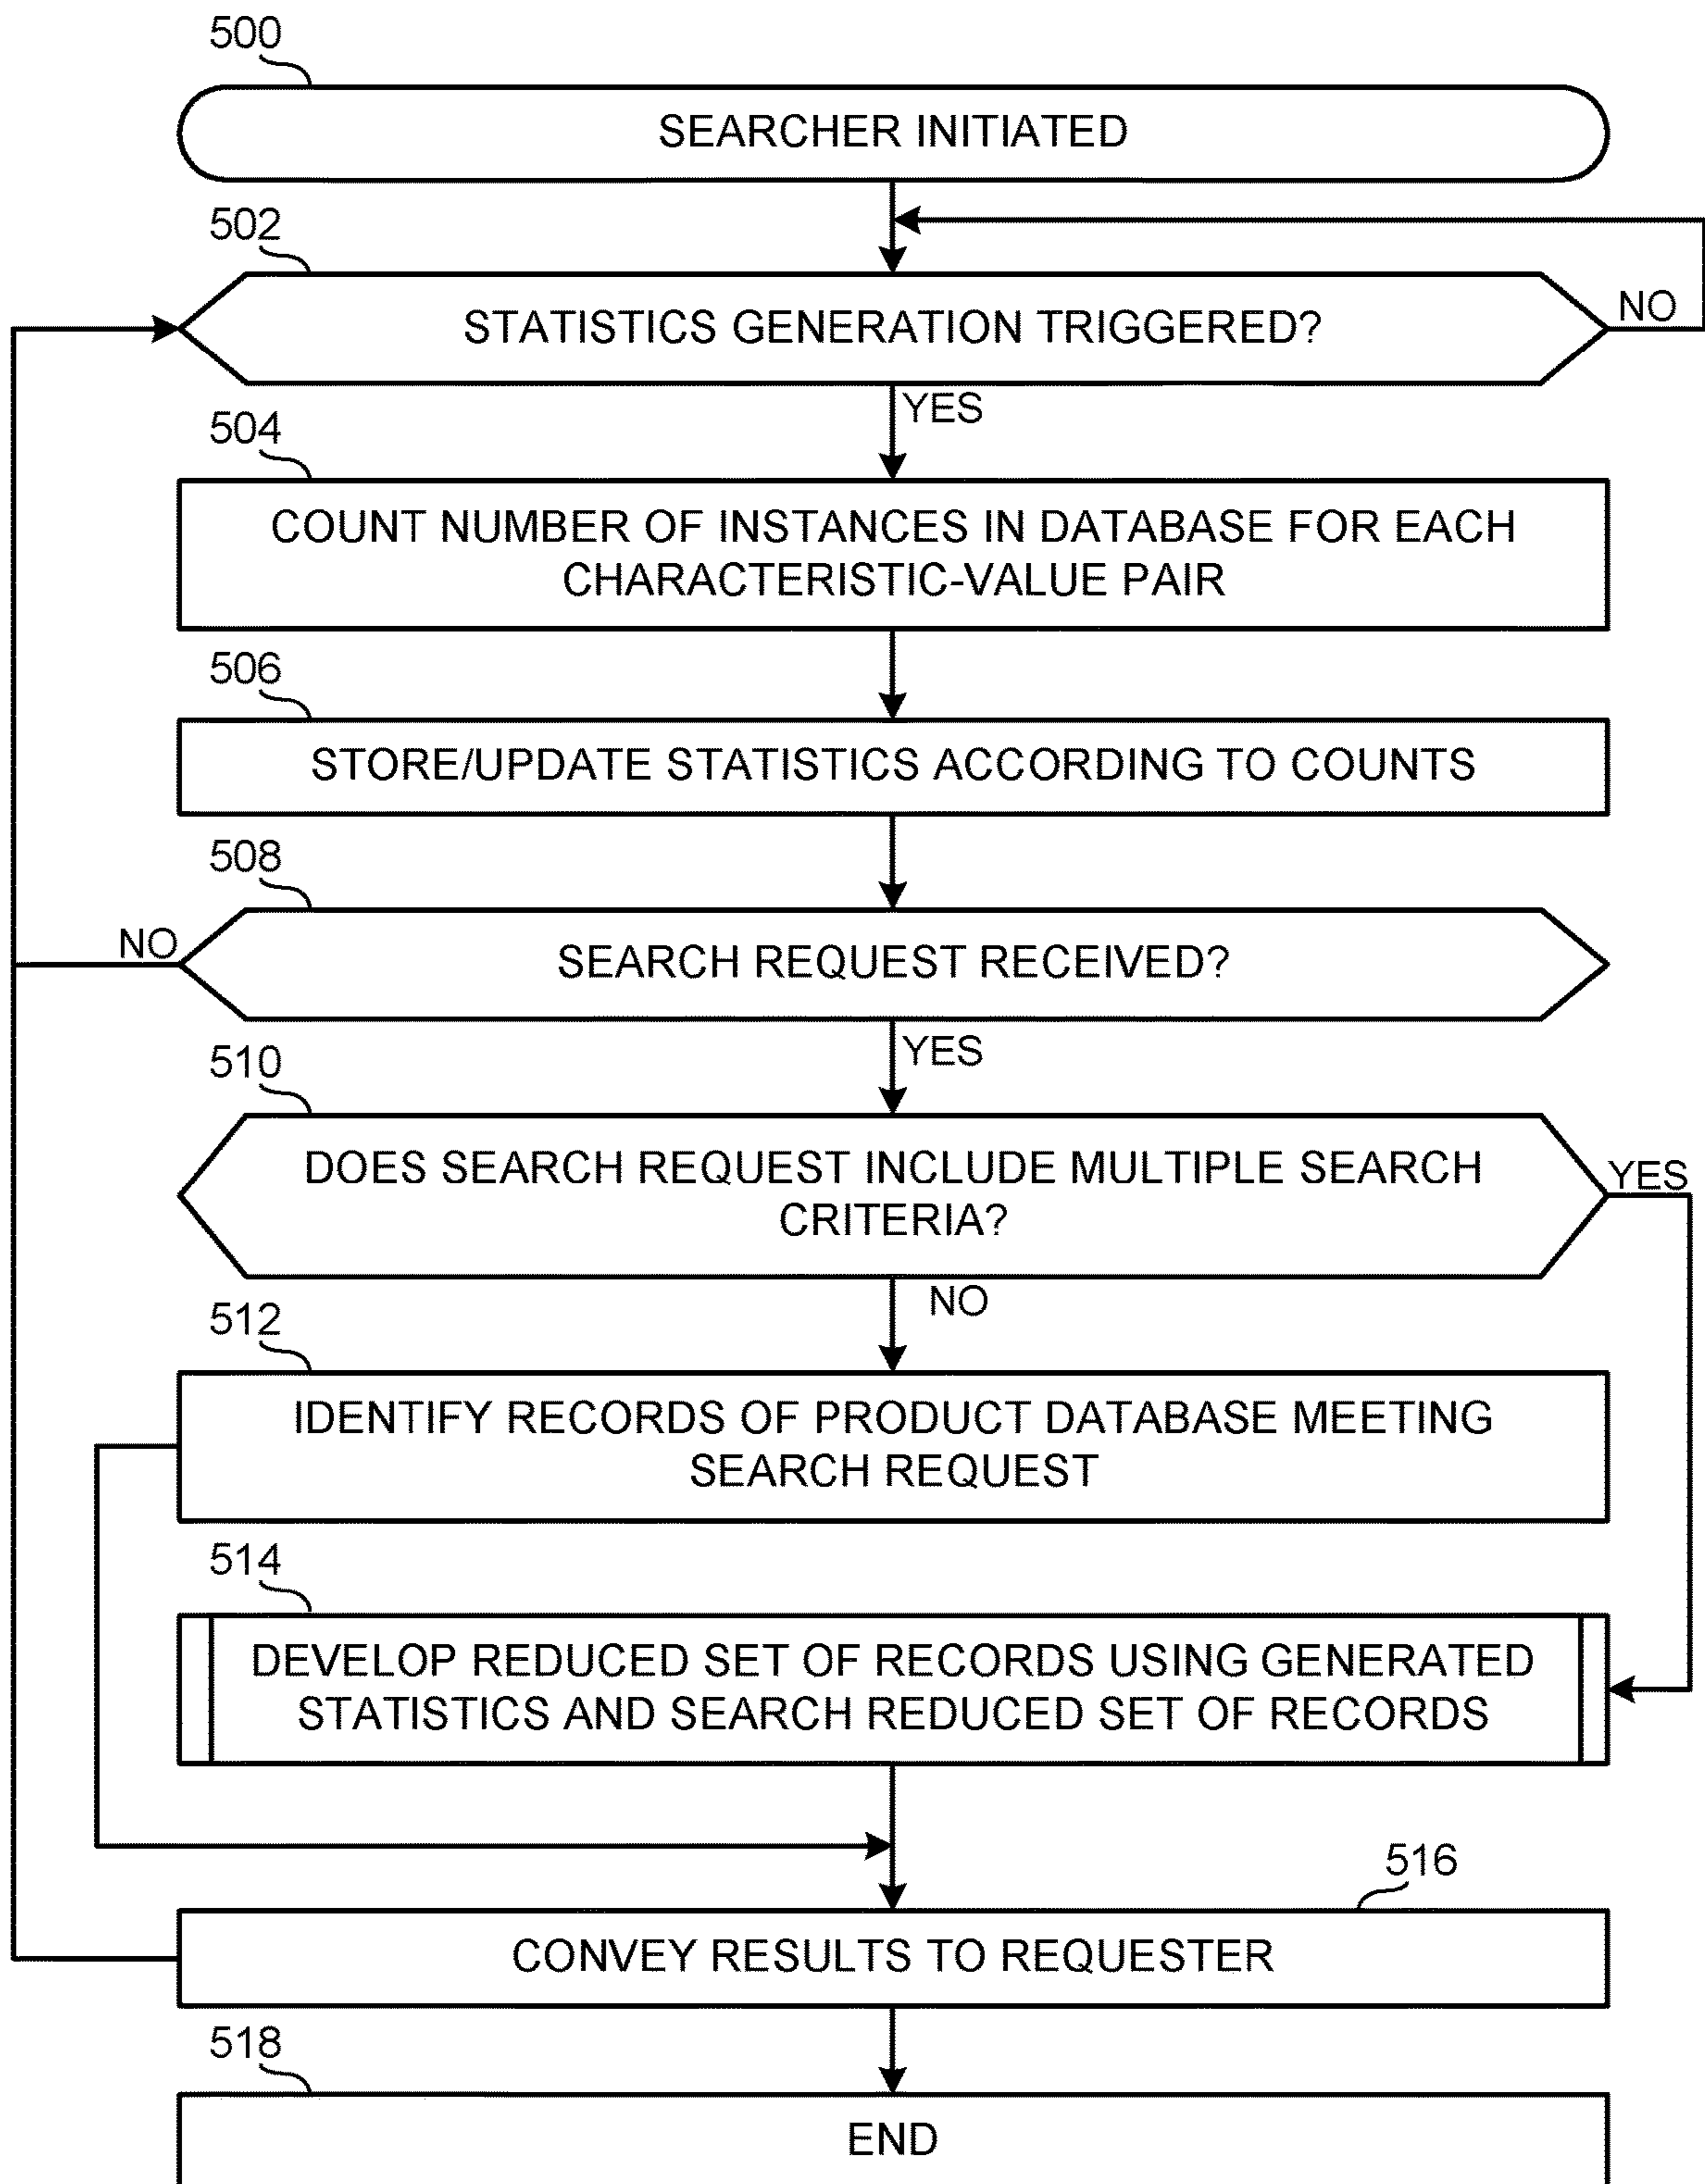 500
SEARCHER INITIATED
502
STATISTICS GENERATION TRIGGERED?
NO
YES
504
COUNT NUMBER OF INSTANCES IN DATABASE FOR EACH
CHARACTERISTIC-VALUE PAIR
506
STORE/UPDATE STATISTICS ACCORDING TO COUNTS
508
NO
SEARCH REQUEST RECEIVED?
YES
510
DOES SEARCH REQUEST INCLUDE MULTIPLE SEARCH
CRITERIA?
YES
NO
512
IDENTIFY RECORDS OF PRODUCT DATABASE MEETING
SEARCH REQUEST
514
DEVELOP REDUCED SET OF RECORDS USING GENERATED
STATISTICS AND SEARCH REDUCED SET OF RECORDS
516
CONVEY RESULTS TO REQUESTER
518
END